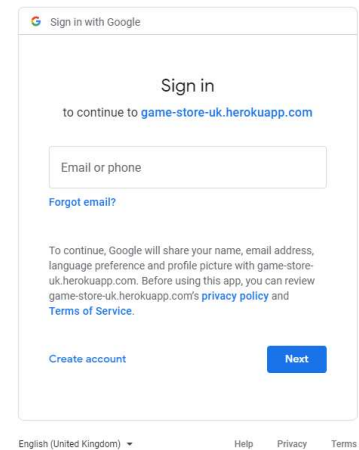 Sign in with Google
Sign in
to continue to game-store-uk.herokuapp.com
Email or phone
Forgot email?
To continue, Google will share your name, email address,
language preference and profile picture with game-store-
uk.herokuapp.com. Before using this app, you can review
game-store-uk.herokuapp.com's privacy policy and
Terms of Service.
Create account Next
English (United Kingdom) Help Privacy Terms